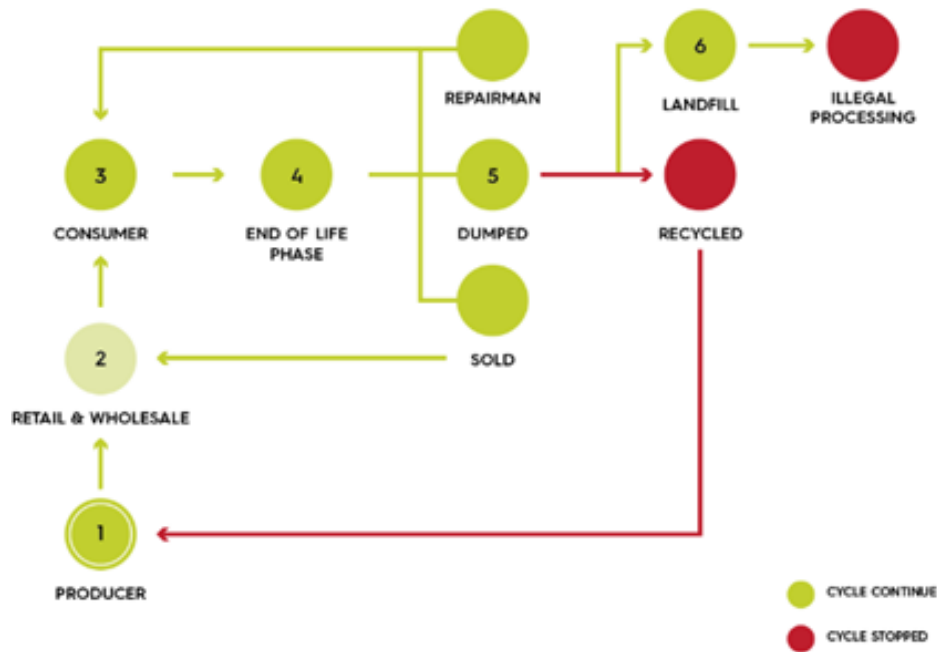 6
REPAIRMAN
LANDFILL
ILLEGAL
PROCESSING
3
4
5
CONSUMER
END OF LIFE
PHASE
DUMPED
RECYCLED
2
SOLD
RETAIL & WHOLESALE
1
PRODUCER
CYCLE CONTINUE
CYCLE STOPPED